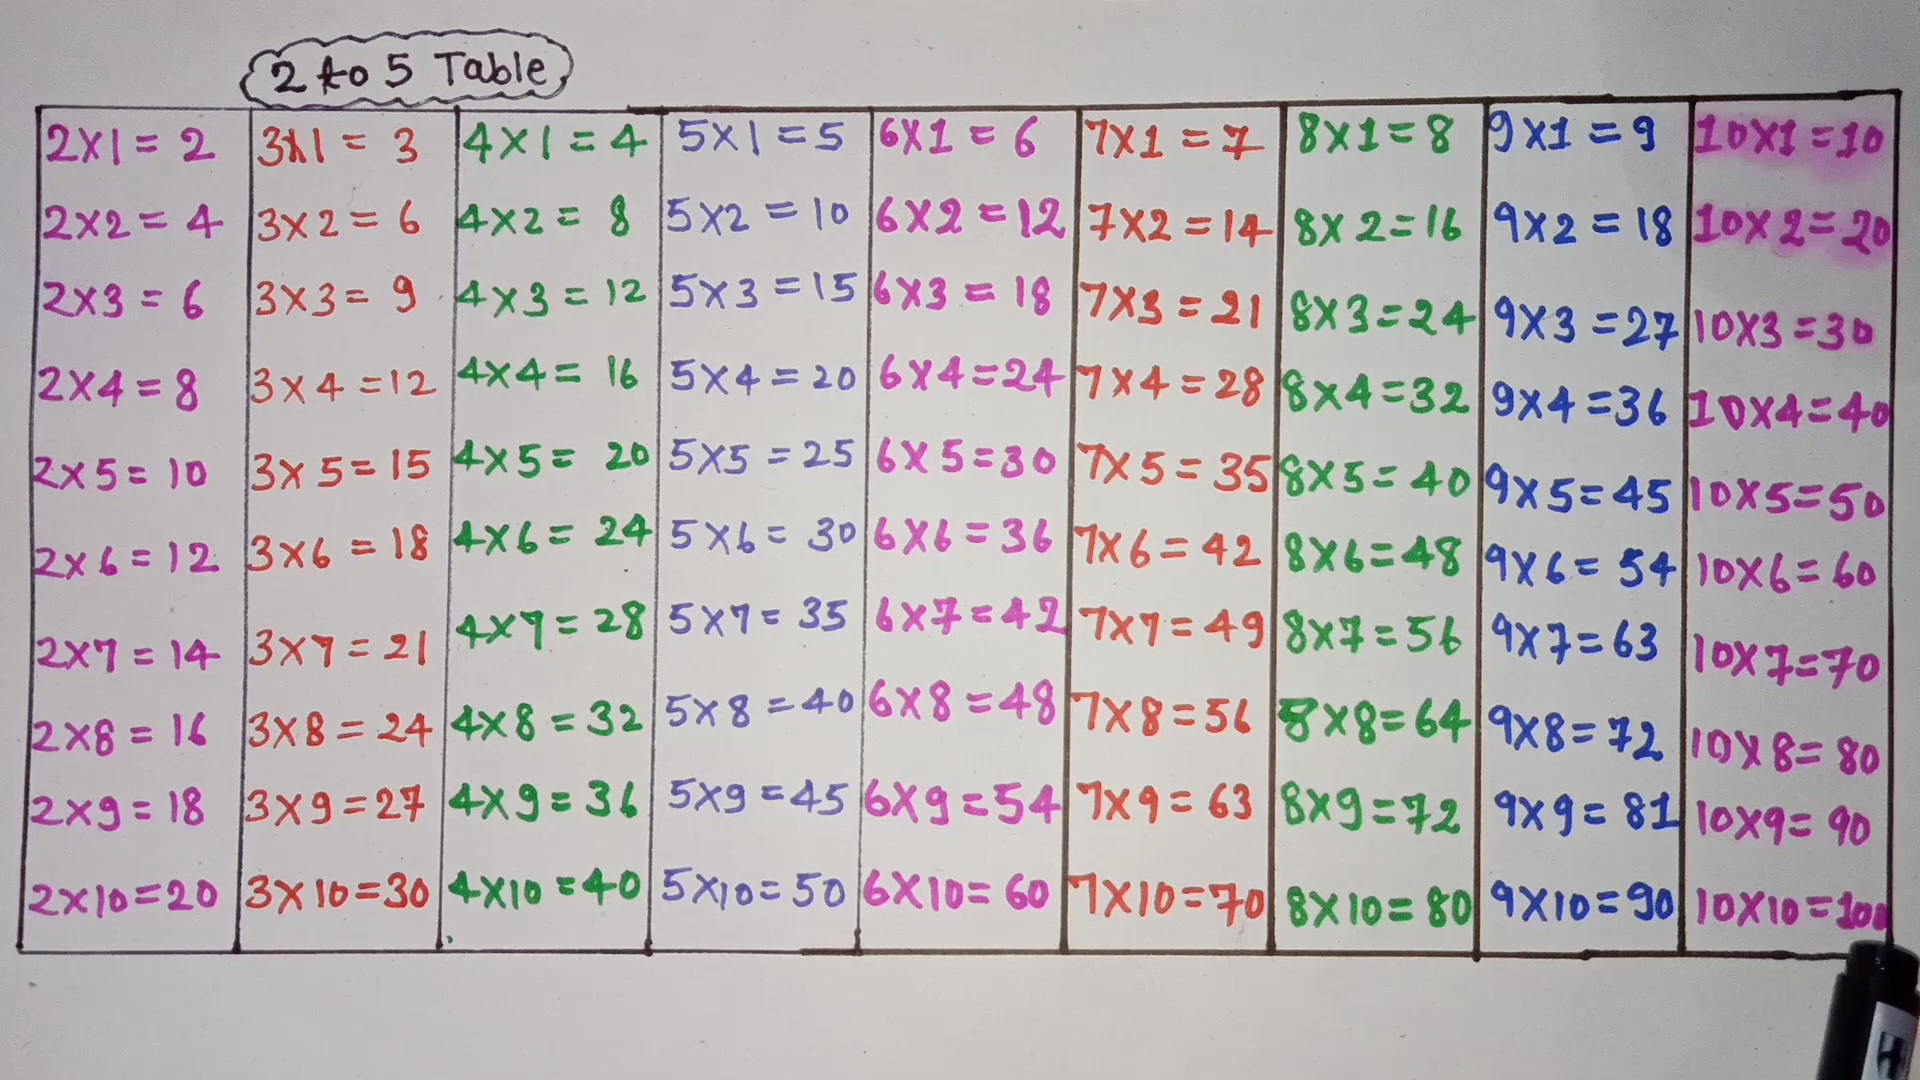 2 to 5 Table
2x1 = 2 3x1 = 3 4x1 = 4 5x1 = 5 6x1 = 6 7x1 = 7 8x1 = 8 9x1 = 9 10x1 = 10
2x2 = 4 3x2 = 6 4x2 = 8 5x2 = 10 6x2 = 12 7x2 = 14 8x2 = 16 9x2 = 18 10x2 = 20
2x3 = 6 3x3 = 9 4x3 = 12 5x3 = 15 6x3 = 18 7x3 = 21 8x3 = 24 9x3 = 27 10x3 = 30
2x4 = 8 3x4 = 12 4x4 = 16 5x4 = 20 6x4 = 24 7x4 = 28 8x4 = 32 9x4 = 36 10x4 = 40
2x5 = 10 3x5 = 15 4x5 = 20 5x5 = 25 6x5 = 30 7x5 = 35 8x5 = 40 9x5 = 45 10x5 = 50
2x6 = 12 3x6 = 18 4x6 = 24 5x6 = 30 6x6 = 36 7x6 = 42 8x6 = 48 9x6 = 54 10x6 = 60
2x7 = 14 3x7 = 21 4x7 = 28 5x7 = 35 6x7 = 42 7x7 = 49 8x7 = 56 9x7 = 63 10x7 = 70
2x8 = 16 3x8 = 24 4x8 = 32 5x8 = 40 6x8 = 48 7x8 = 56 8x8 = 64 9x8 = 72 10x8 = 80
2x9 = 18 3x9 = 27 4x9 = 36 5x9 = 45 6x9 = 54 7x9 = 63 8x9 = 72 9x9 = 81 10x9 = 90
2x10 = 20 3x10 = 30 4x10 = 40 5x10 = 50 6x10 = 60 7x10 = 70 8x10 = 80 9x10 = 90 10x10 = 100